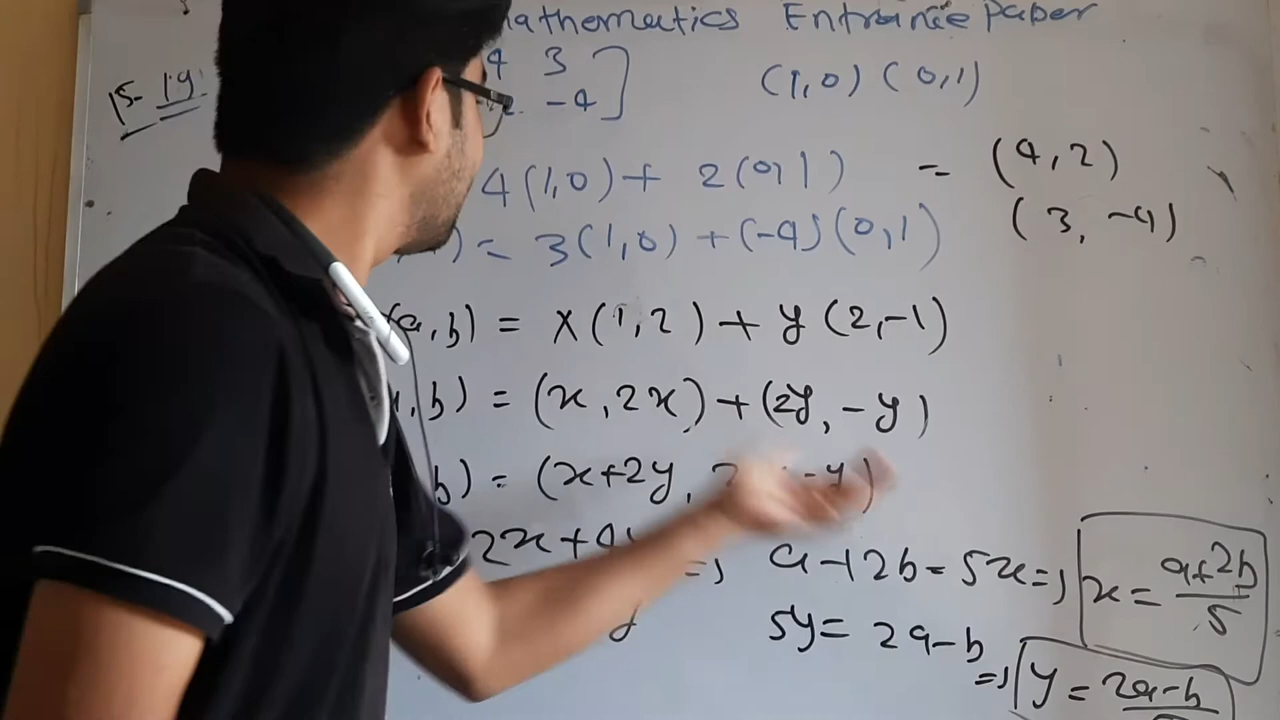 Mathematics Entrance Paper
15-19
4 3
-4 ]
(1,0) (0,1)
4(1,0) + 2(0,1) = (4,2)
) = 3(1,0) + (-4)(0,1) (3,-4)
(a,b) = x(1,2) + y(2,-1)
,b) = (x,2x) + (2y,-y)
b) = (x+2y, -y)
2x+4y
=> a+2b = 5x => x = a+2b/5
y
5y = 2a-b
=> y = 2a-b